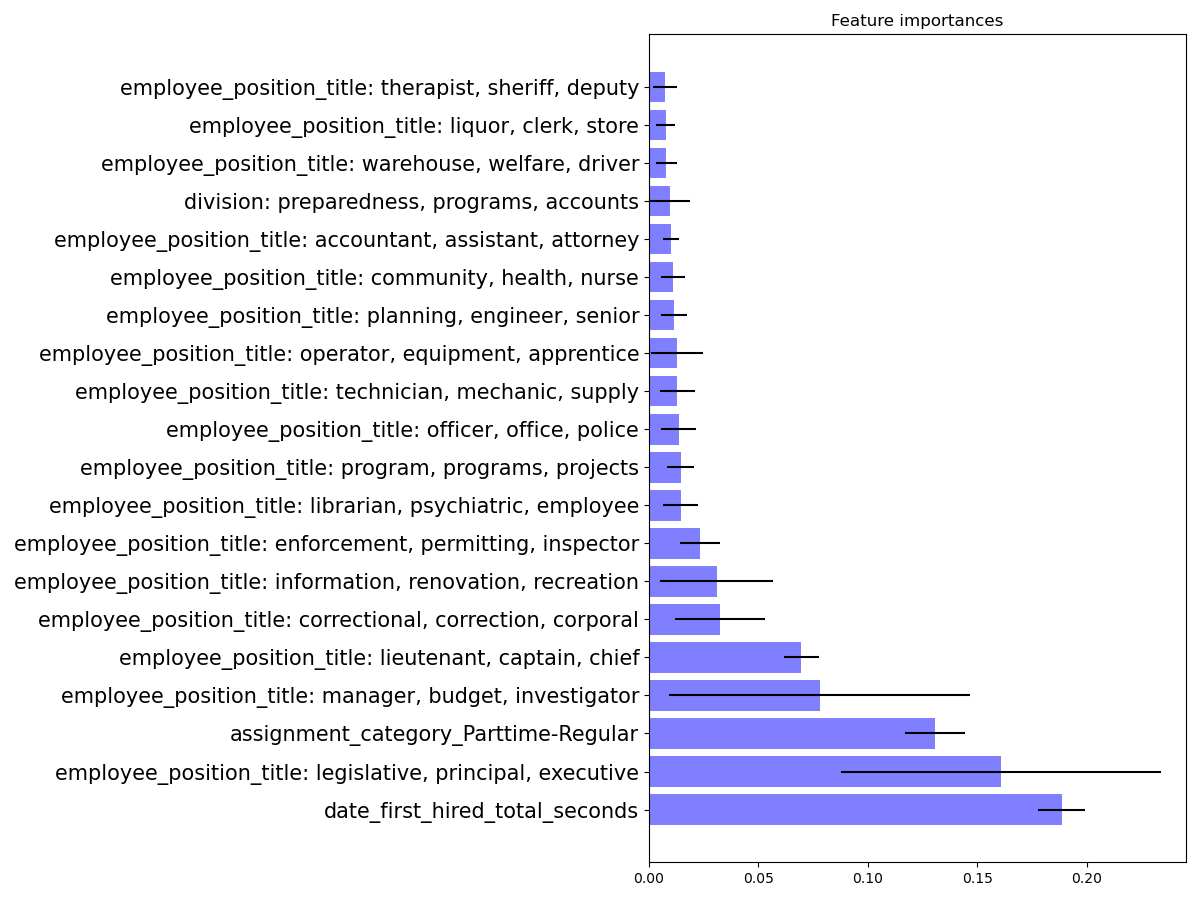 Feature importances
employee_position_title: therapist, sheriff, deputy
employee_position_title: liquor, clerk, store
employee_position_title: warehouse, welfare, driver
division: preparedness, programs, accounts
employee_position_title: accountant, assistant, attorney
employee_position_title: community, health, nurse
employee_position_title: planning, engineer, senior
employee_position_title: operator, equipment, apprentice
employee_position_title: technician, mechanic, supply
employee_position_title: officer, office, police
employee_position_title: program, programs, projects
employee_position_title: librarian, psychiatric, employee
employee_position_title: enforcement, permitting, inspector
employee_position_title: information, renovation, recreation
employee_position_title: correctional, correction, corporal
employee_position_title: lieutenant, captain, chief
employee_position_title: manager, budget, investigator
assignment_category_Parttime-Regular
employee_position_title: legislative, principal, executive
date_first_hired_total_seconds
0.00 0.05 0.10 0.15 0.20